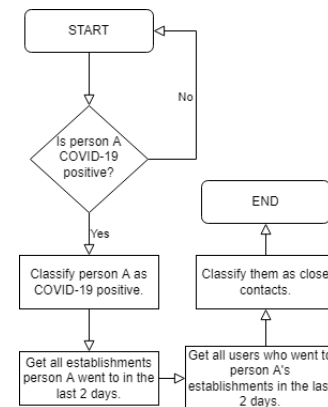 START
No
Is person A
COVID-19
positive?
Yes
END
Classify person A as
COVID-19 positive.
Classify them as close
contacts.
Get all establishments
person A went to in the
last 2 days.
Get all users who went to
person A's
establishments in the last
2 days.